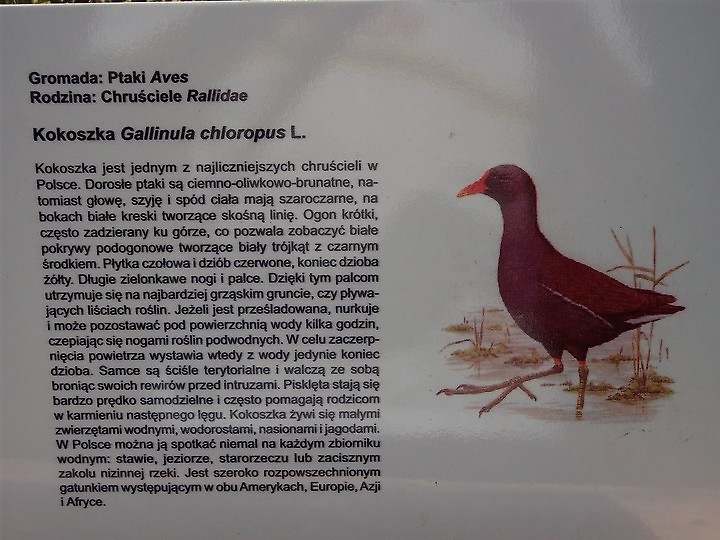 Gromada: Ptaki Aves
Rodzina: Chruściele Rallidae
Kokoszka Gallinula chloropus L.
Kokoszka jest jednym z najliczniejszych chruścieli w
Polsce. Dorosłe ptaki są ciemno-oliwkowo-brunatne, na-
tomiast głowę, szyję i spód ciała mają szaroczarne, na
bokach białe kreski tworzące skośną linię. Ogon krótki,
często zadzierany ku górze, co pozwala zobaczyć białe
pokrywy podogonowe tworzące biały trójkąt z czarnym
środkiem. Płytka czołowa i dziób czerwone, koniec dzioba
żółty. Długie zielonkawe nogi i palce. Dzięki tym palcom
utrzymuje się na najbardziej grząskim gruncie, czy pływa-
jących liściach roślin. Jeżeli jest prześladowana, nurkuje
i może pozostawać pod powierzchnią wody kilka godzin,
czepiając się nogami roślin podwodnych. W celu zaczerp-
nięcia powietrza wystawia wtedy z wody jedynie koniec
dzioba. Samce są ściśle terytorialne i walczą ze sobą
broniąc swoich rewirów przed intruzami. Pisklęta stają się
bardzo prędko samodzielne i często pomagają rodzicom
w karmieniu następnego lęgu. Kokoszka żywi się małymi
zwierzętami wodnymi, wodorostami, nasionami i jagodami.
W Polsce można ją spotkać niemal na każdym zbiorniku
wodnym: stawie, jeziorze, starorzeczu lub zacisznym
zakolu nizinnej rzeki. Jest szeroko rozpowszechnionym
gatunkiem występującym w obu Amerykach, Europie, Azji
i Afryce.